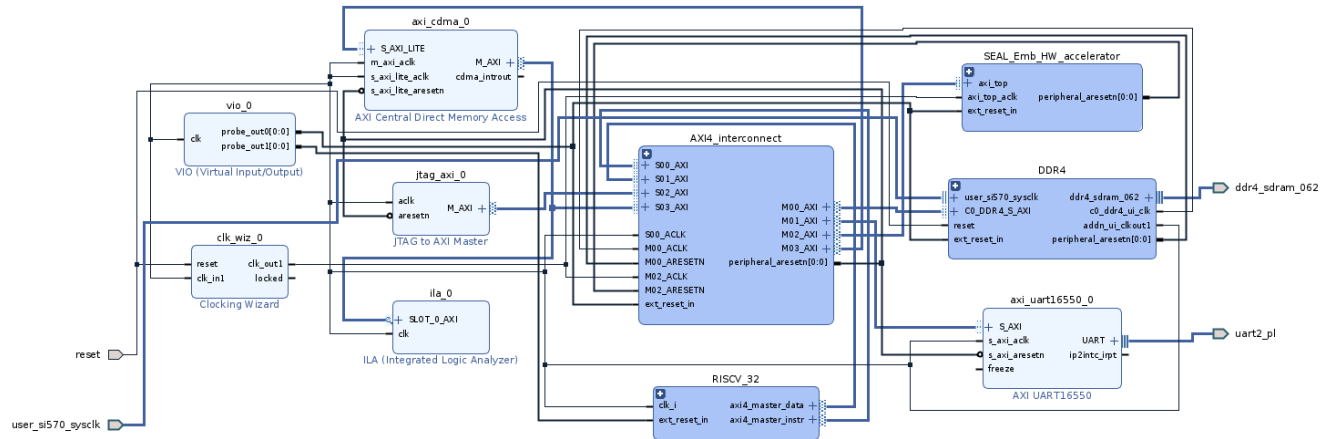 axi_cdma_0
S_AXI_LITE
m_axi_aclk
s_axi_lite_aclk
s_axi_lite_aresetn
M_AXI
cdma_introut
AXI Central Direct Memory Access
vio_0
clk
probe_out0[0:0]
probe_out1[0:0]
VIO (Virtual Input/Output)
jtag_axi_0
aclk
aresetn
M_AXI
JTAG to AXI Master
clk_wiz_0
reset
clk_in1
clk_out1
locked
Clocking Wizard
ila_0
SLOT_0_AXI
clk
ILA (Integrated Logic Analyzer)
reset
user_si570_sysclk
AXI4_interconnect
S00_AXI
S01_AXI
S02_AXI
S03_AXI
S00_ACLK
M00_ACLK
M00_ARESETN
M02_ACLK
M02_ARESETN
ext_reset_in
M00_AXI
M01_AXI
M02_AXI
M03_AXI
peripheral_aresetn[0:0]
RISCV_32
clk_i
ext_reset_in
axi4_master_data
axi4_master_instr
SEAL_Emb_HW_accelerator
axi_top
axi_top_aclk
ext_reset_in
peripheral_aresetn[0:0]
DDR4
user_si570_sysclk
C0_DDR4_S_AXI
reset
ext_reset_in
ddr4_sdram_062
c0_ddr4_ui_clk
addn_ui_clkout1
peripheral_aresetn[0:0]
axi_uart16550_0
S_AXI
s_axi_aclk
s_axi_aresetn
freeze
UART
ip2intc_irpt
AXI UART16550
ddr4_sdram_062
uart2_pl